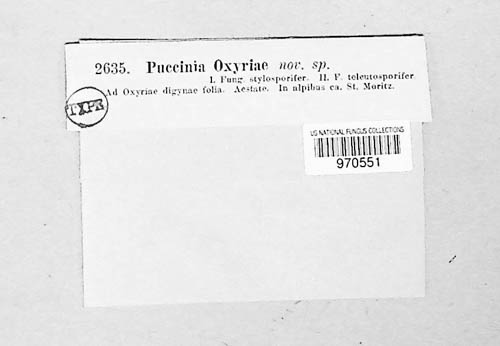 2635. Puccinia Oxyriae nov. sp.
I. Fung. stylosporifer. II. F. teleutosporifer.
Ad Oxyriae digynae folia. Aestate. In alpibus ca. St. Moritz.
TYPE
US NATIONAL FUNGUS COLLECTIONS
970551